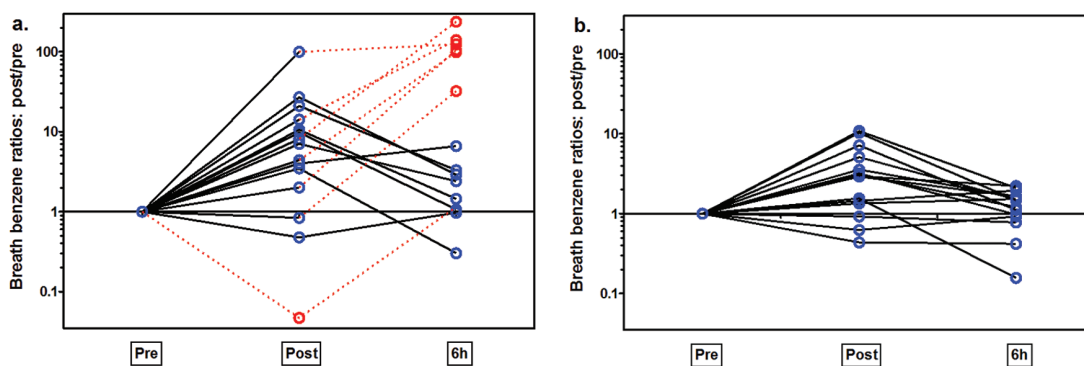 a.
Breath benzene ratios: post/pre
100
10
1
0.1
Pre
Post
6h
b.
Breath benzene ratios: post/pre
100
10
1
0.1
Pre
Post
6h